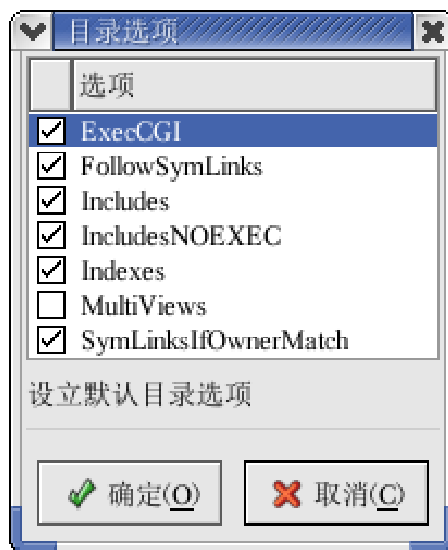 目录选项
选项
ExecCGI
FollowSymLinks
Includes
IncludesNOEXEC
Indexes
MultiViews
SymLinksIfOwnerMatch
设立默认目录选项
确定(O) 取消(C)